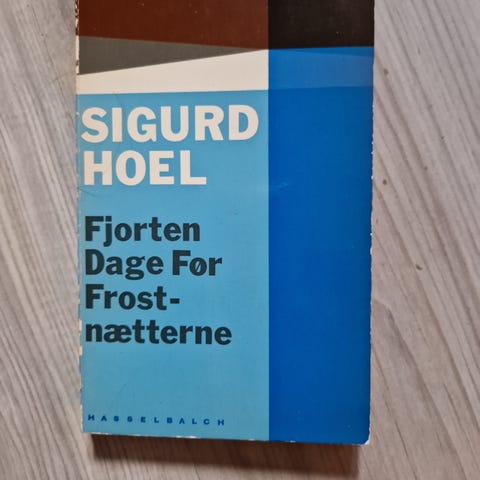 SIGURD
HOEL
Fjorten
Dage Før
Frost-
nætterne
HASSELBALCH